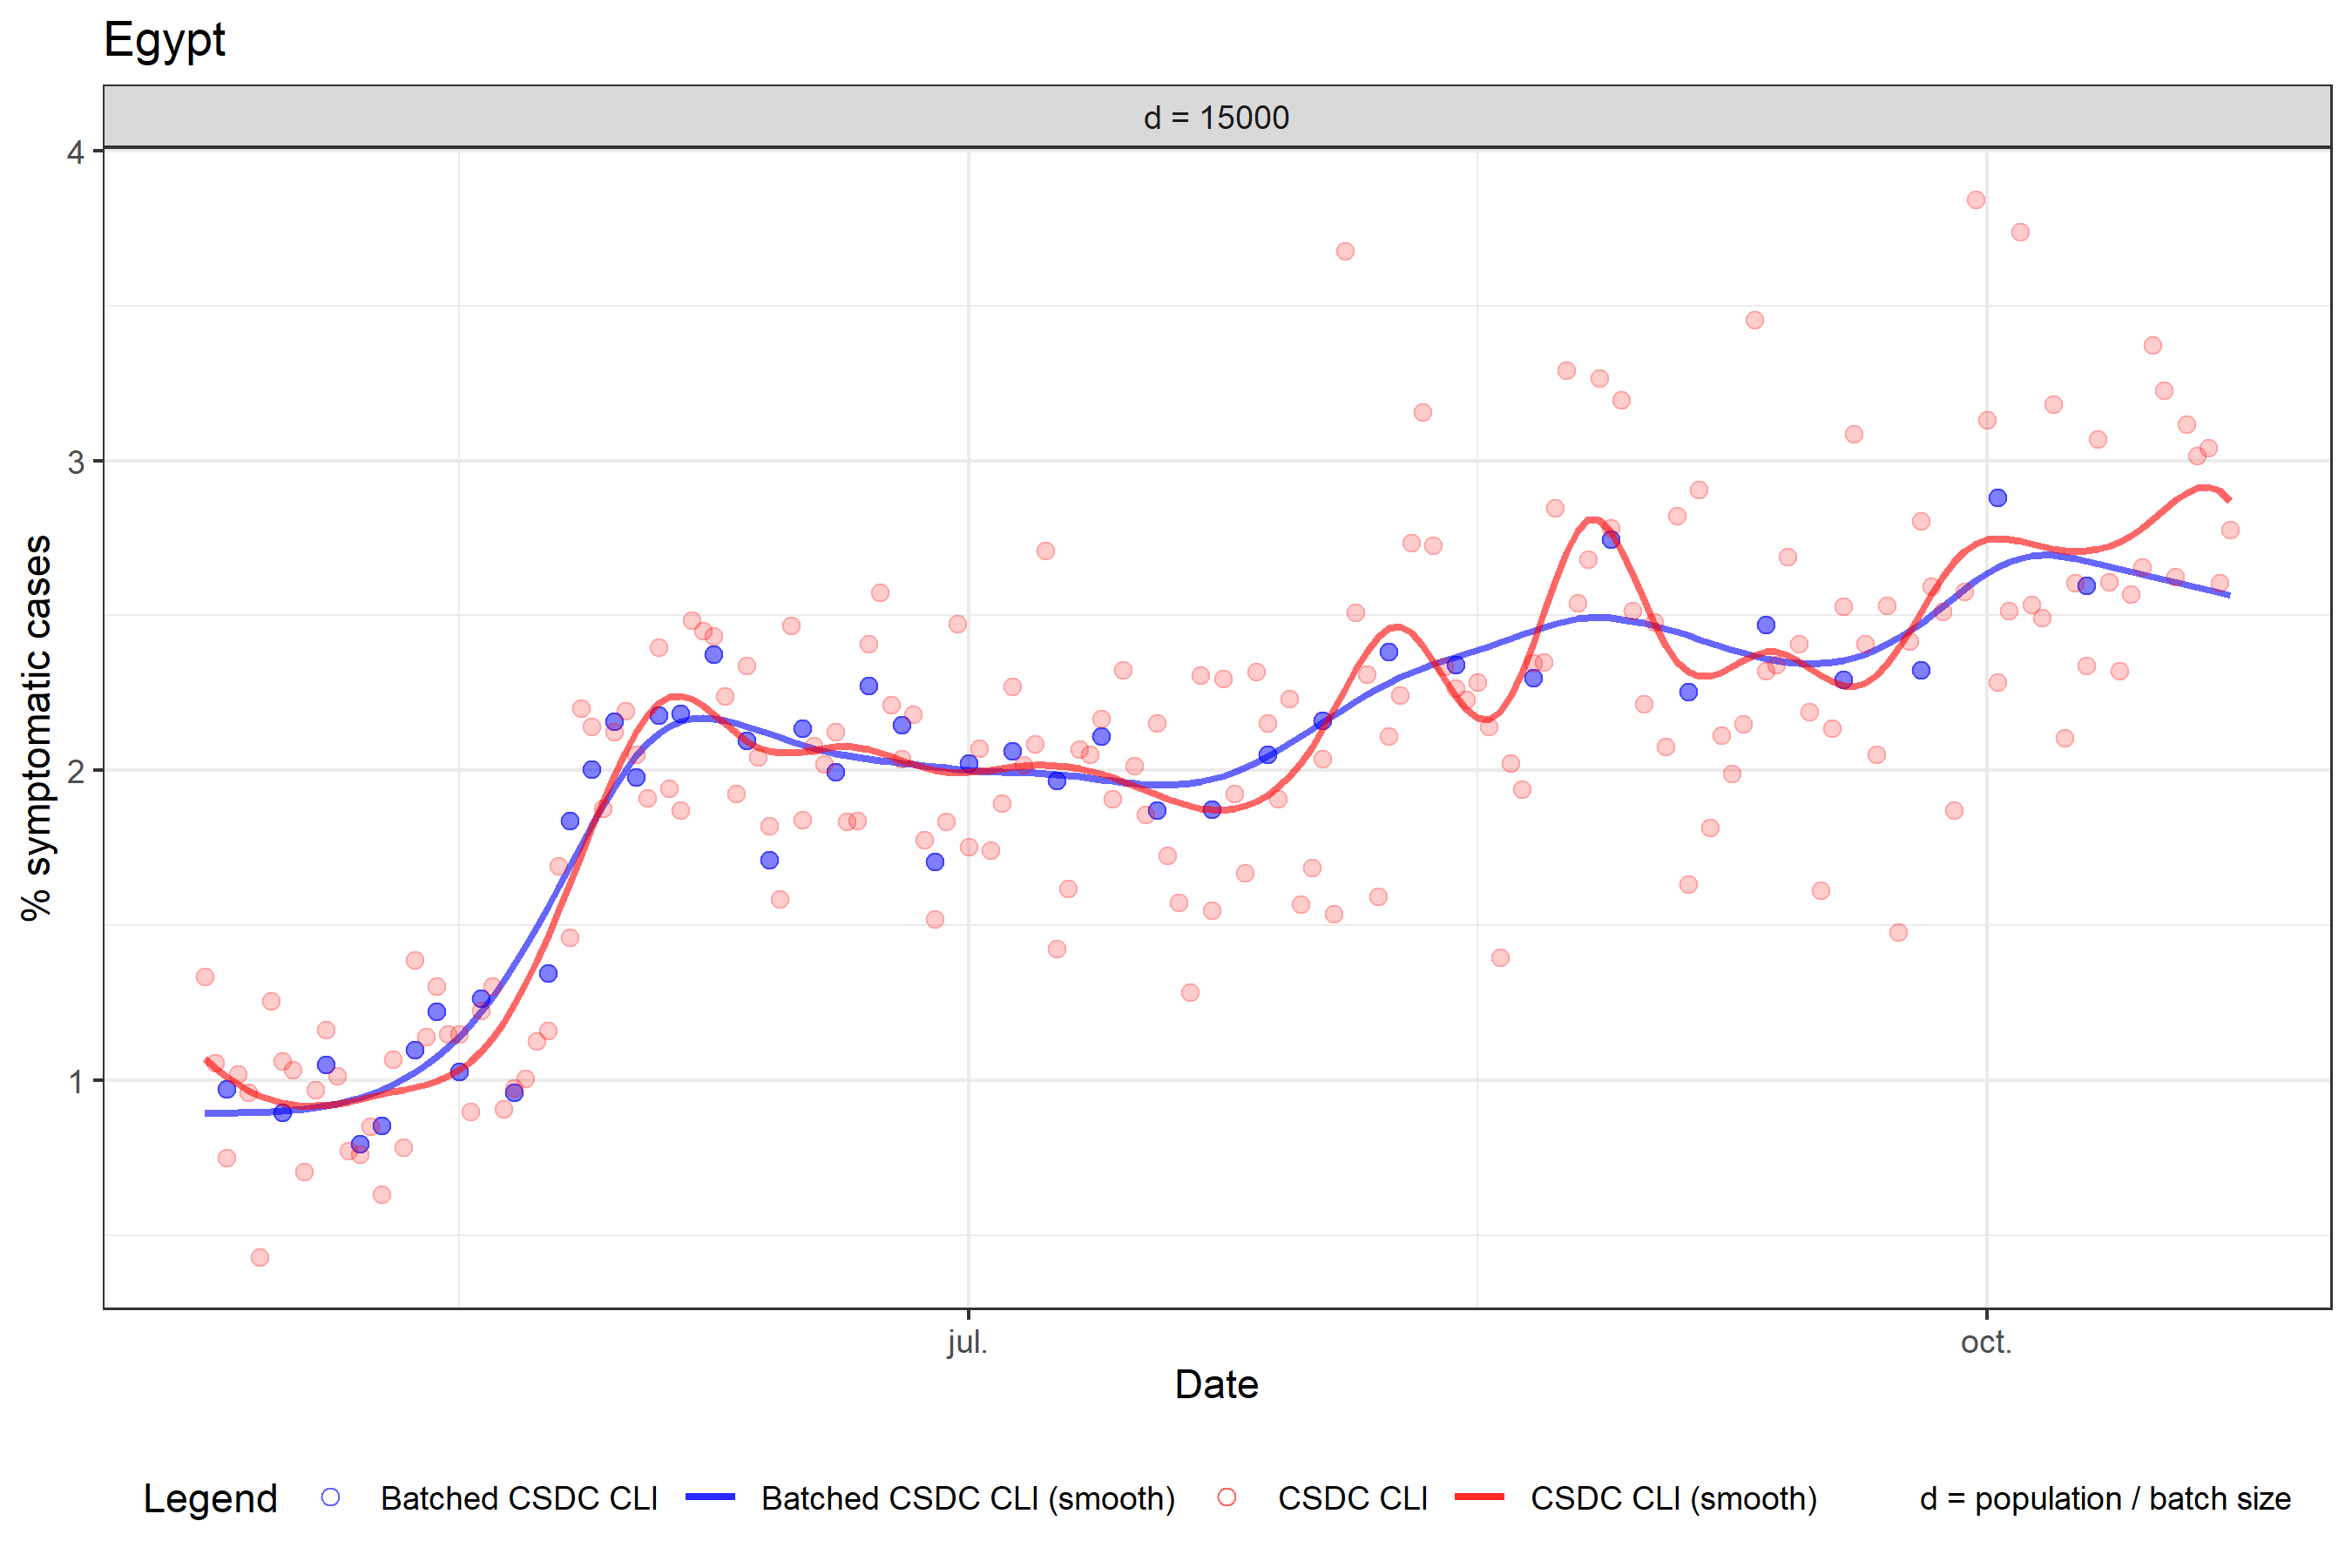 Egypt
d = 15000
4
3
2
1
% symptomatic cases
jul.
oct.
Date
Legend
Batched CSDC CLI
Batched CSDC CLI (smooth)
CSDC CLI
CSDC CLI (smooth)
d = population / batch size